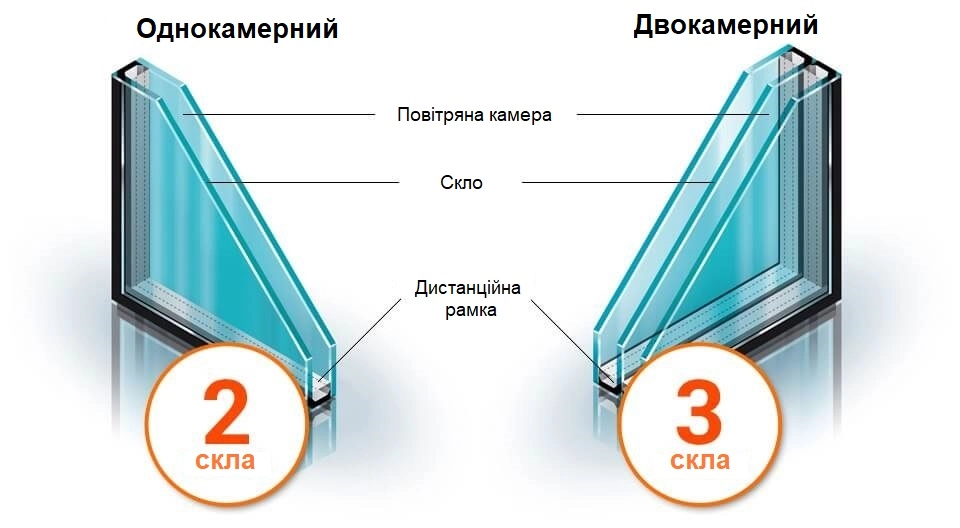 Однокамерний
Двокамерний
Повітряна камера
Скло
Дистанційна
рамка
2
скла
3
скла